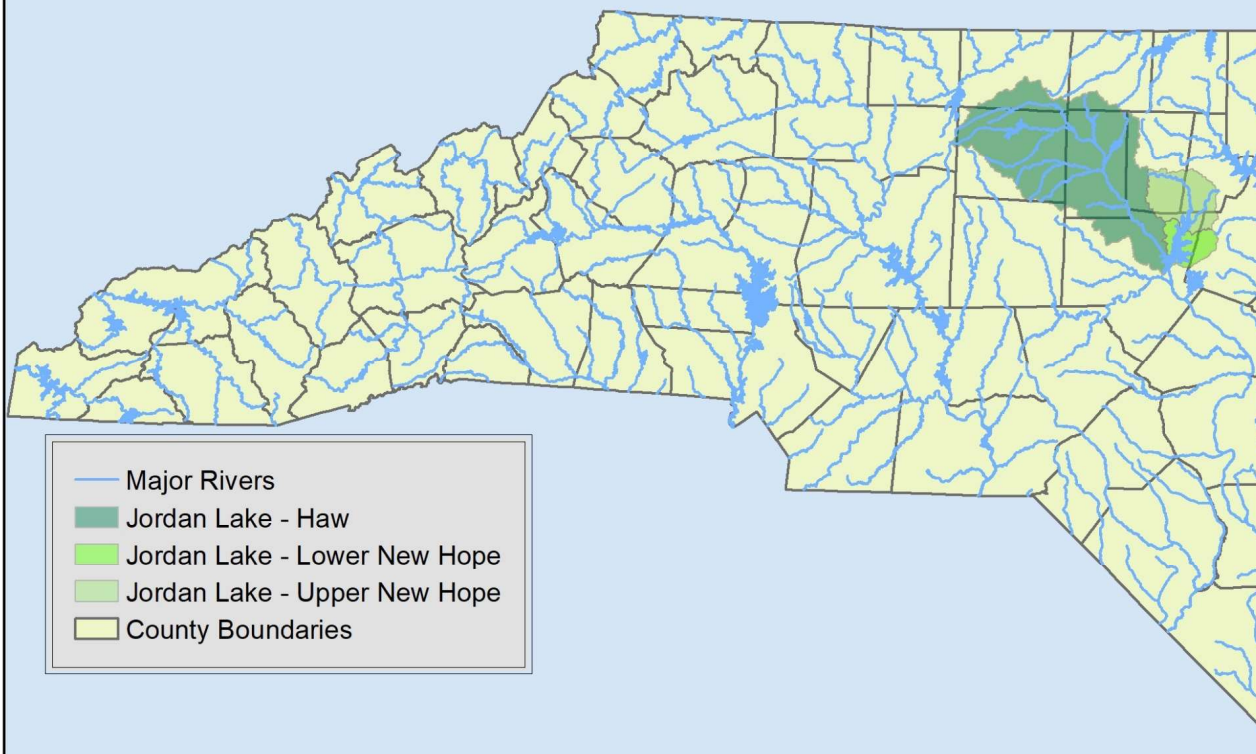 Major Rivers
Jordan Lake - Haw
Jordan Lake - Lower New Hope
Jordan Lake - Upper New Hope
County Boundaries